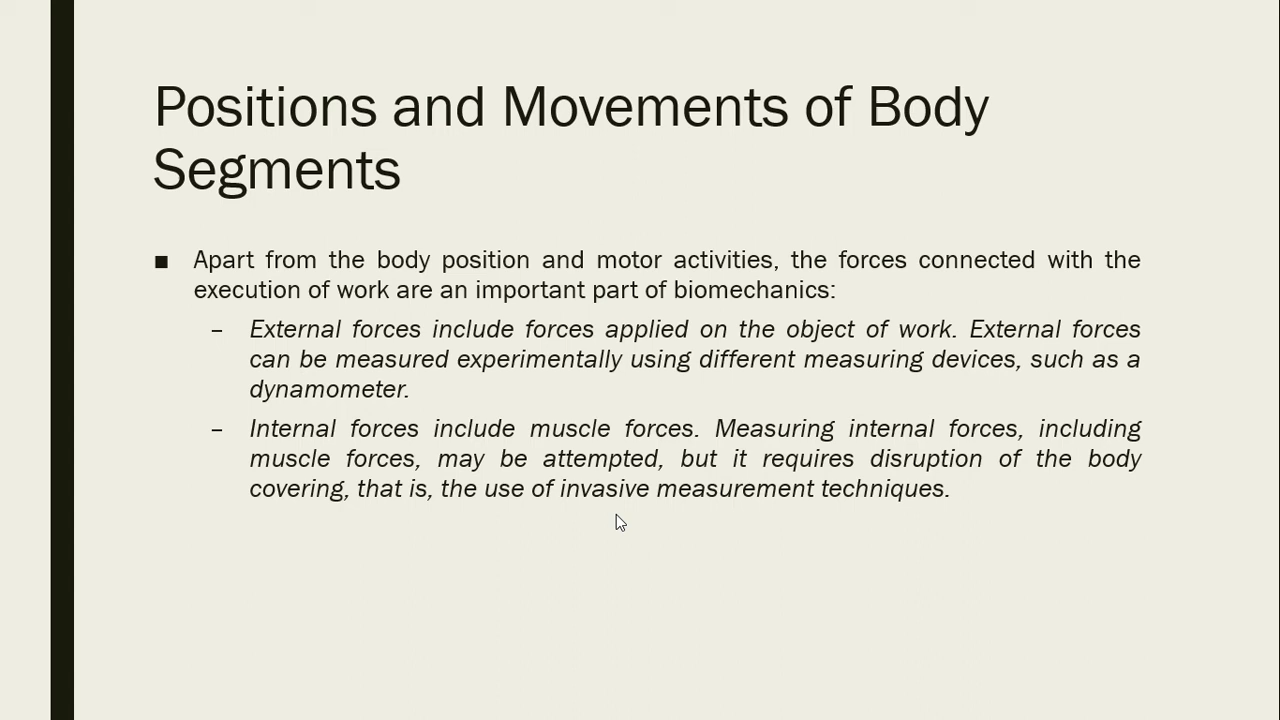 Positions and Movements of Body
Segments
▪ Apart from the body position and motor activities, the forces connected with the
execution of work are an important part of biomechanics:
– External forces include forces applied on the object of work. External forces
can be measured experimentally using different measuring devices, such as a
dynamometer.
– Internal forces include muscle forces. Measuring internal forces, including
muscle forces, may be attempted, but it requires disruption of the body
covering, that is, the use of invasive measurement techniques.